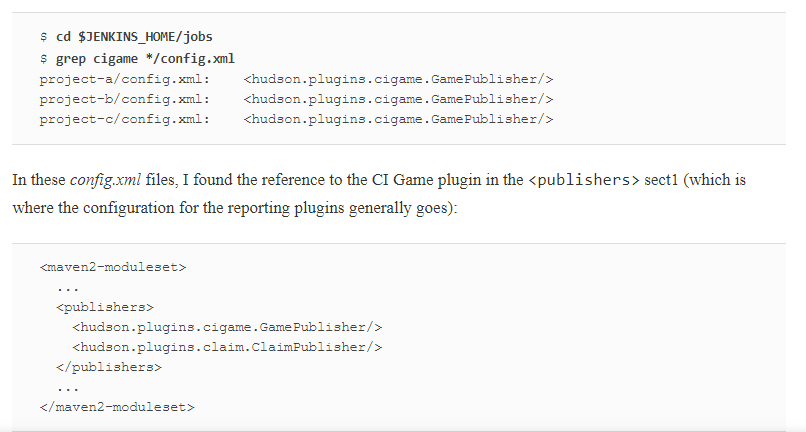 $ cd $JENKINS_HOME/jobs
$ grep cigame */config.xml
project-a/config.xml:    <hudson.plugins.cigame.GamePublisher/>
project-b/config.xml:    <hudson.plugins.cigame.GamePublisher/>
project-c/config.xml:    <hudson.plugins.cigame.GamePublisher/>
In these config.xml files, I found the reference to the CI Game plugin in the <publishers> sect1 (which is
where the configuration for the reporting plugins generally goes):
<maven2-moduleset>
  ...
  <publishers>
    <hudson.plugins.cigame.GamePublisher/>
    <hudson.plugins.claim.ClaimPublisher/>
  </publishers>
  ...
</maven2-moduleset>